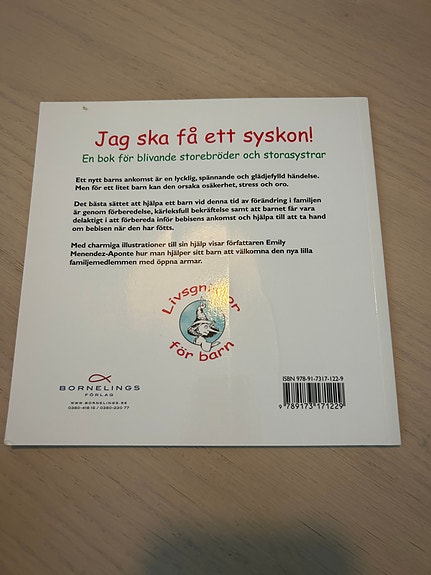 Jag ska få ett syskon!
En bok för blivande storebröder och storasystrar
Ett nytt barns ankomst är en lycklig, spännande och glädjefylld händelse.
Men för ett litet barn kan den orsaka osäkerhet, stress och oro.
Det bästa sättet att hjälpa ett barn vid denna tid av förändring i familjen
är genom förberedelse, kärleksfull bekräftelse samt att barnet får vara
delaktigt i att förbereda inför bebisens ankomst och hjälpa till att ta hand
om bebisen när den har fötts.
Med charmiga illustrationer till sin hjälp visar författaren Emily
Menendez-Aponte hur man hjälper sitt barn att välkomna den nya lilla
familjemedlemmen med öppna armar.
för barn
BORNELINGS
FÖRLAG
WWW.BORNELINGS.SE
0380-418 15 / 0380-230 77
ISBN 978-91-7317-122-9
9 789173 171229